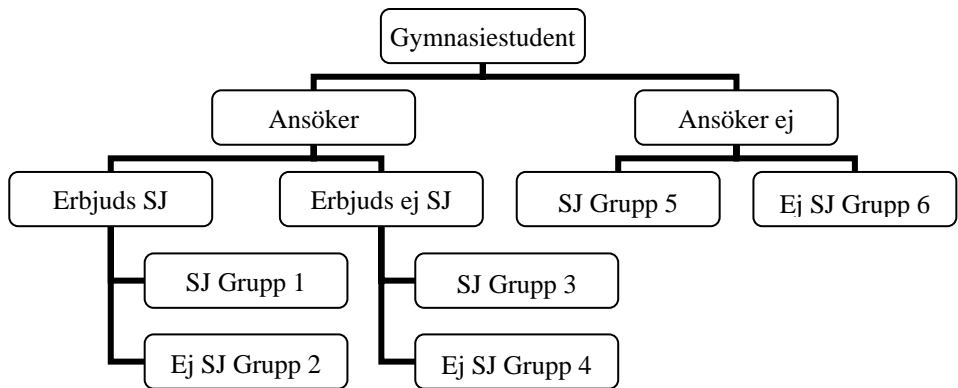 Gymnasiestudent
Ansöker
Ansöker ej
Erbjuds SJ
Erbjuds ej SJ
SJ Grupp 5
Ej SJ Grupp 6
SJ Grupp 1
SJ Grupp 3
Ej SJ Grupp 2
Ej SJ Grupp 4